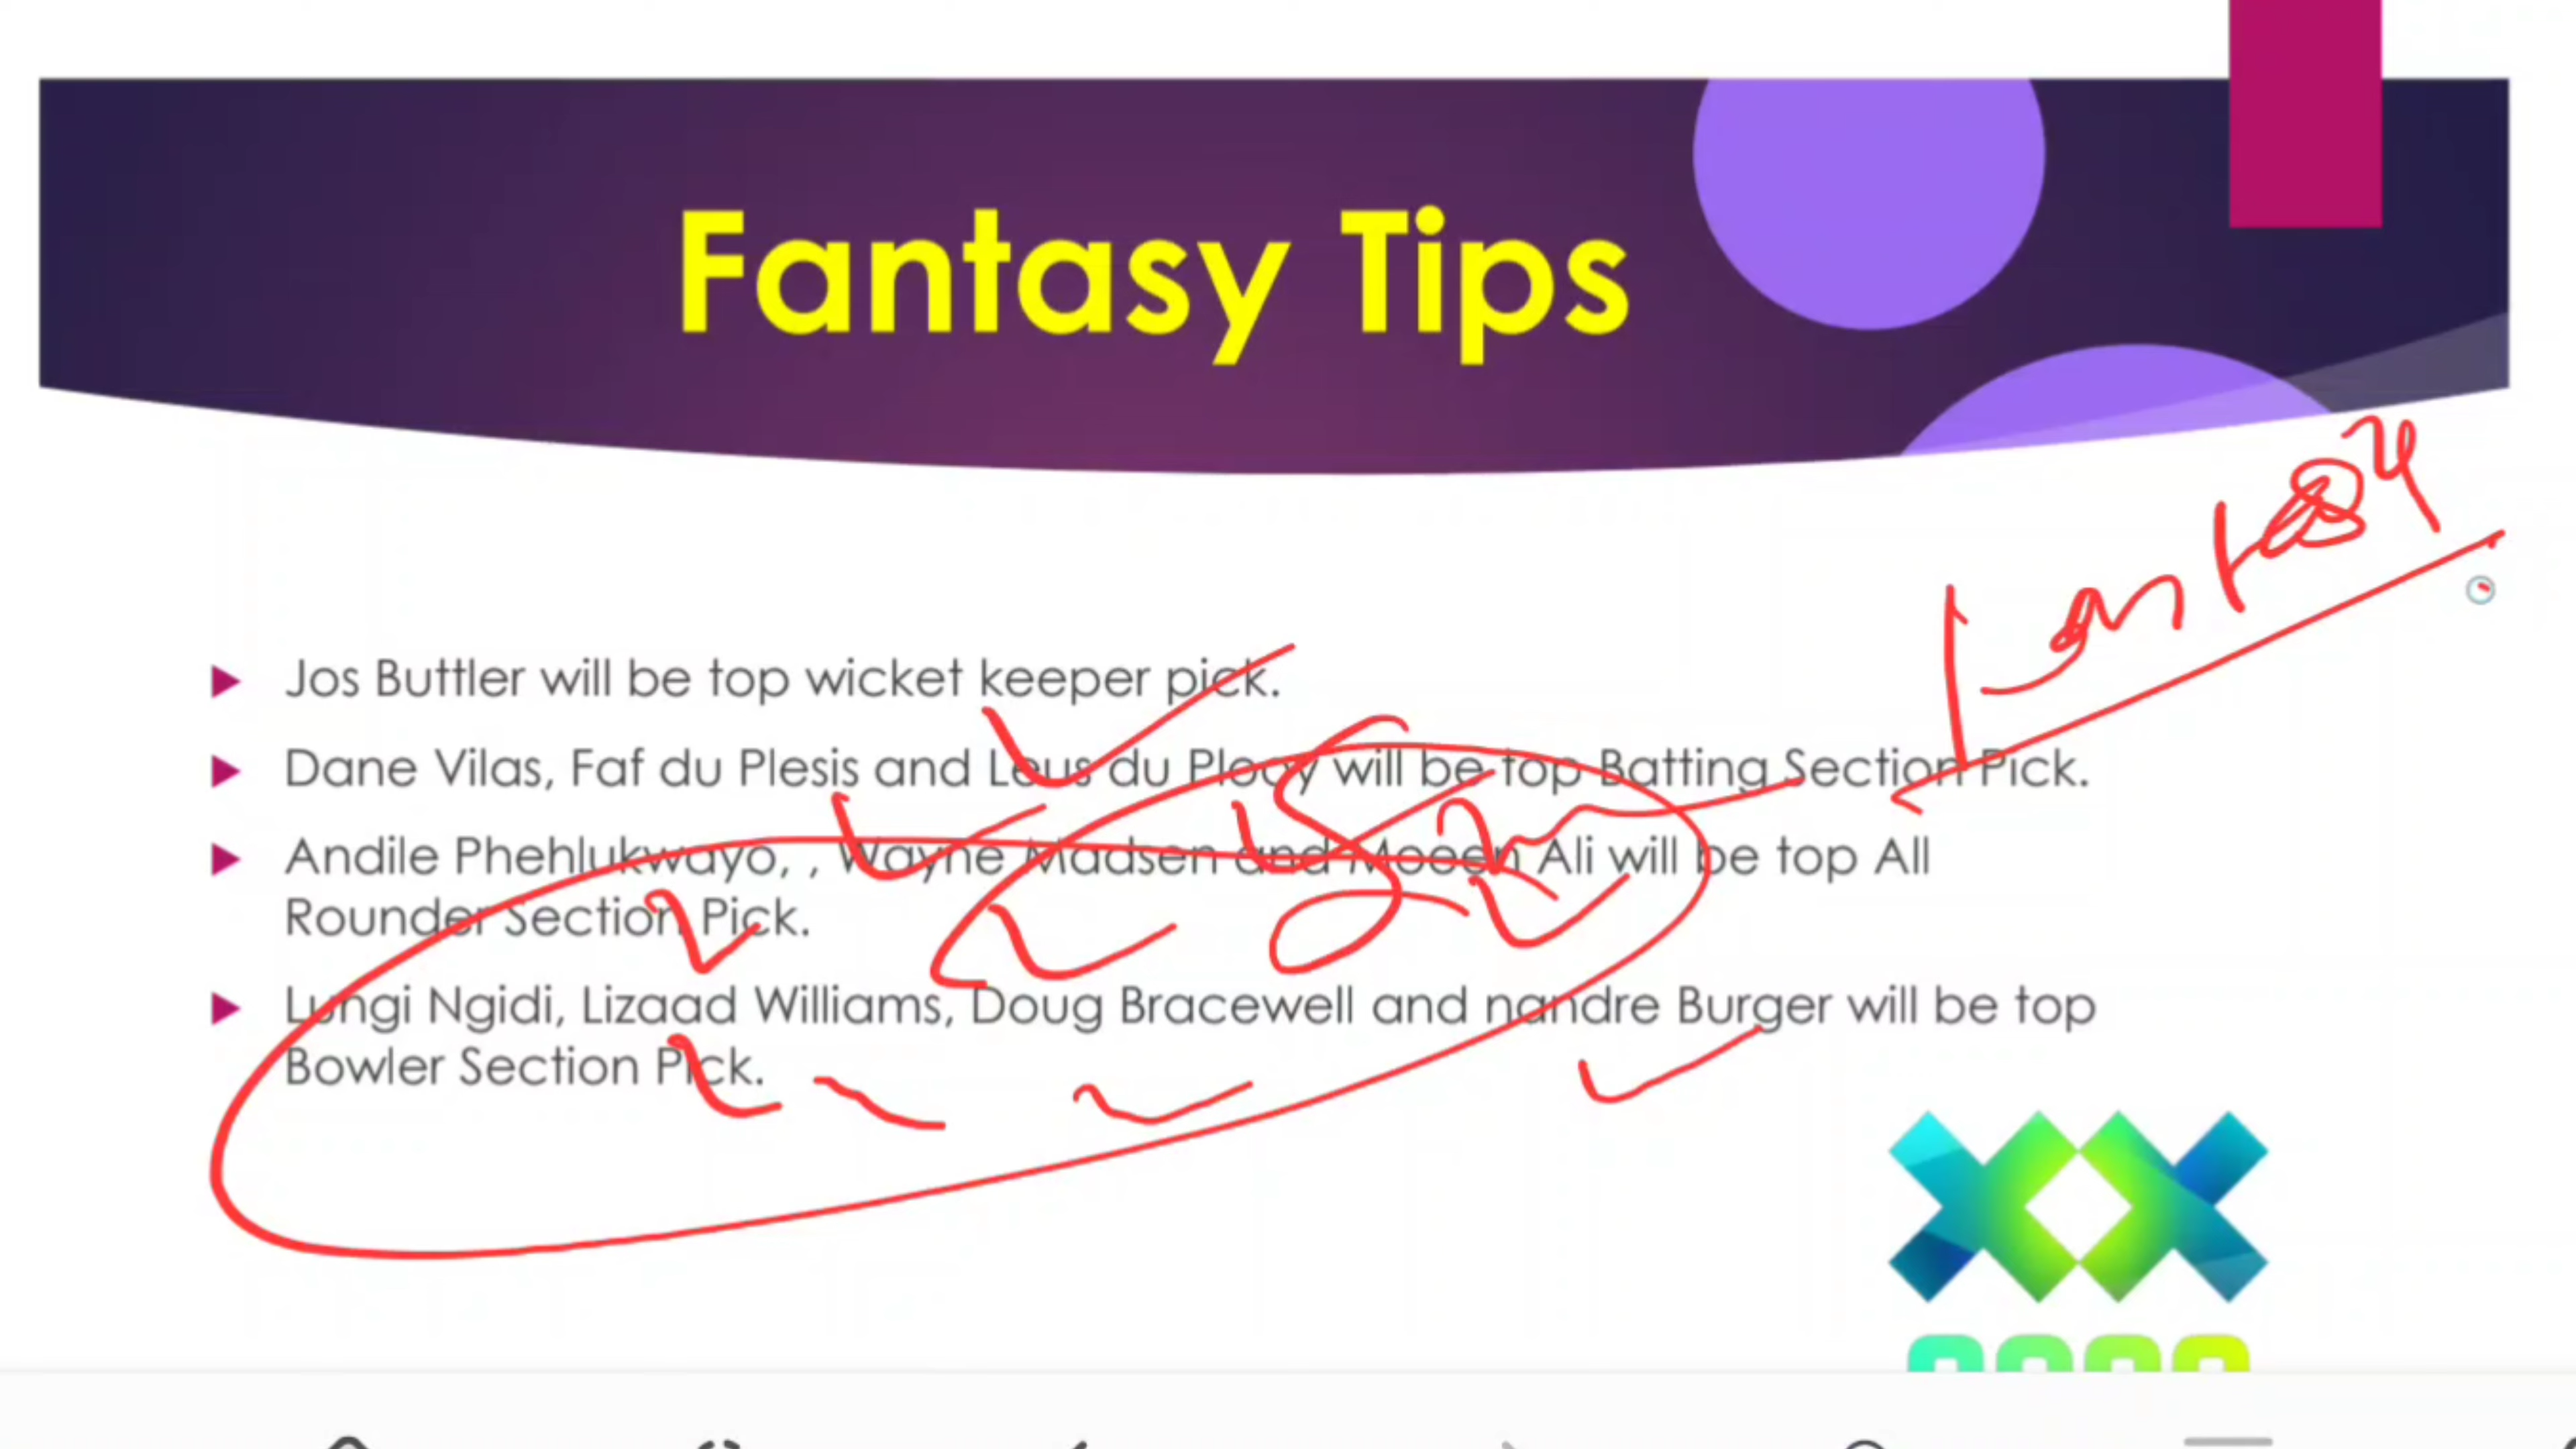 Fantasy Tips
Fantasy
Jos Buttler will be top wicket keeper pick.
Dane Vilas, Faf du Plesis and Leus du Plooy will be top Batting Section Pick.
Andile Phehlukwayo, , Wayne Madsen and Moeen Ali will be top All
Rounder Section Pick.
Lungi Ngidi, Lizaad Williams, Doug Bracewell and nandre Burger will be top
Bowler Section Pick.